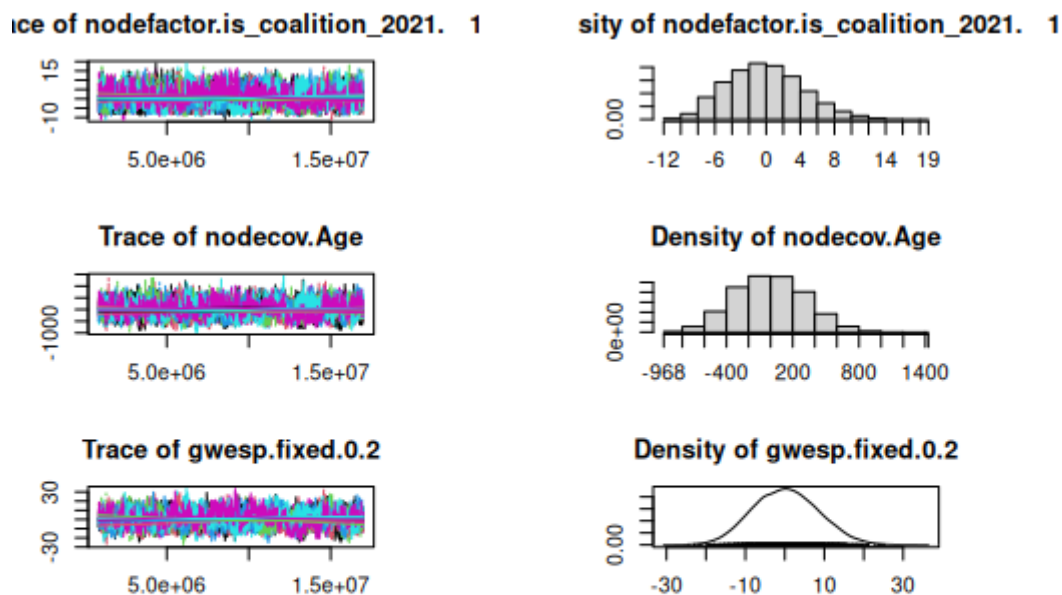 ace of nodefactor.is_coalition_2021. 1
15
-10
5.0e+06 1.5e+07
sity of nodefactor.is_coalition_2021. 1
0.00
-12 -6 0 4 8 14 19
Trace of nodecov.Age
-1000
5.0e+06 1.5e+07
Density of nodecov.Age
0e+00
-968 -400 200 800 1400
Trace of gwesp.fixed.0.2
30
-30
5.0e+06 1.5e+07
Density of gwesp.fixed.0.2
0.00
-30 -10 10 30